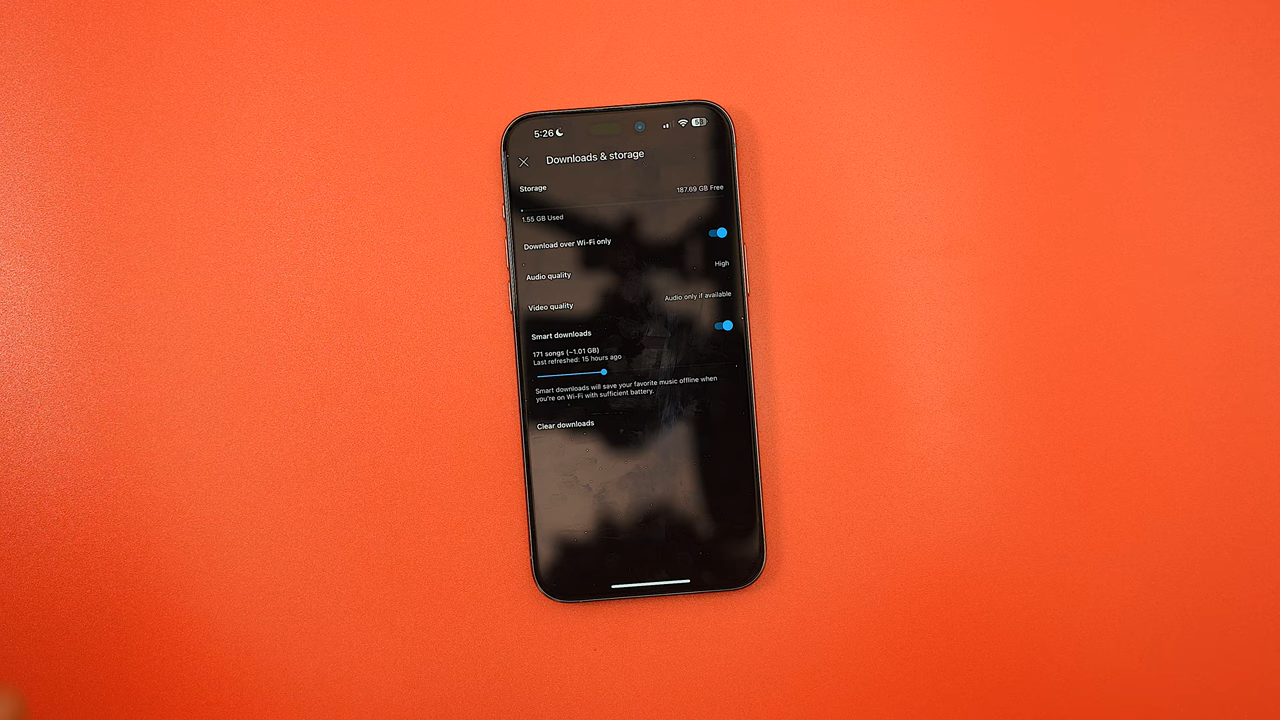 5:26
58
Downloads & storage
Storage
187.69 GB Free
1.55 GB Used
Download over Wi-Fi only
Audio quality
High
Video quality
Audio only if available
Smart downloads
171 songs (~1.01 GB)
Last refreshed: 15 hours ago
Smart downloads will save your favorite music offline when
you're on Wi-Fi with sufficient battery.
Clear downloads